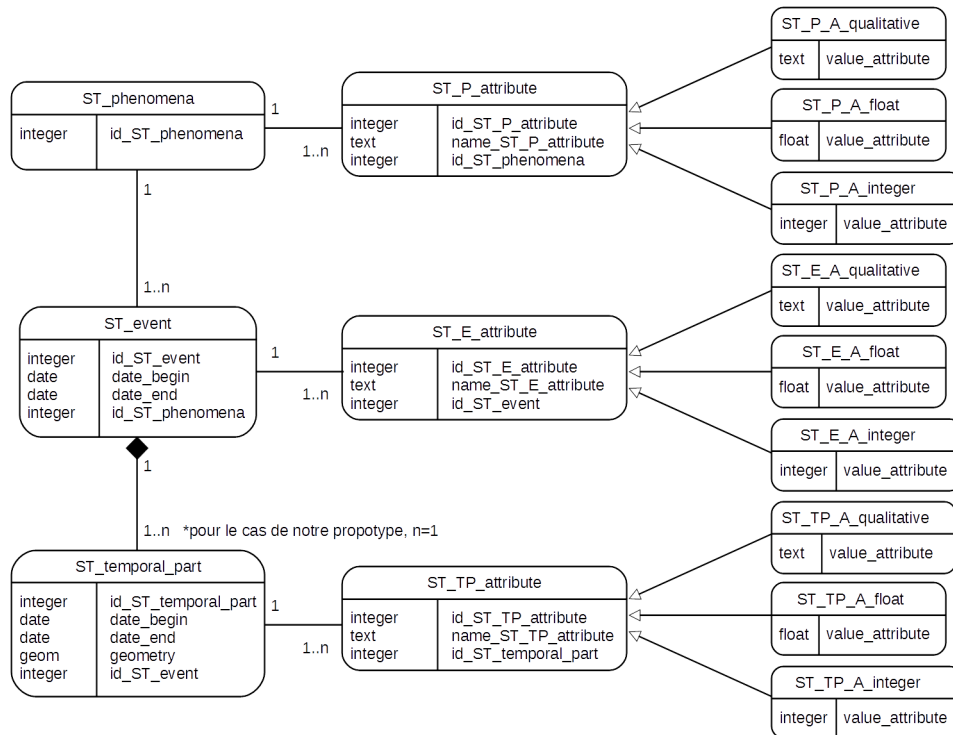 ST_P_A_qualitative
text value_attribute
ST_phenomena
integer id_ST_phenomena
1
1..n
ST_P_attribute
integer id_ST_P_attribute
text name_ST_P_attribute
integer id_ST_phenomena
ST_P_A_float
float value_attribute
ST_P_A_integer
integer value_attribute
1
1..n
ST_event
integer id_ST_event
date date_begin
date date_end
integer id_ST_phenomena
1
1..n
ST_E_attribute
integer id_ST_E_attribute
text name_ST_E_attribute
integer id_ST_event
ST_E_A_qualitative
text value_attribute
ST_E_A_float
float value_attribute
ST_E_A_integer
integer value_attribute
1
1..n *pour le cas de notre propotype, n=1
ST_temporal_part
integer id_ST_temporal_part
date date_begin
date date_end
geom geometry
integer id_ST_event
1
1..n
ST_TP_attribute
integer id_ST_TP_attribute
text name_ST_TP_attribute
integer id_ST_temporal_part
ST_TP_A_qualitative
text value_attribute
ST_TP_A_float
float value_attribute
ST_TP_A_integer
integer value_attribute